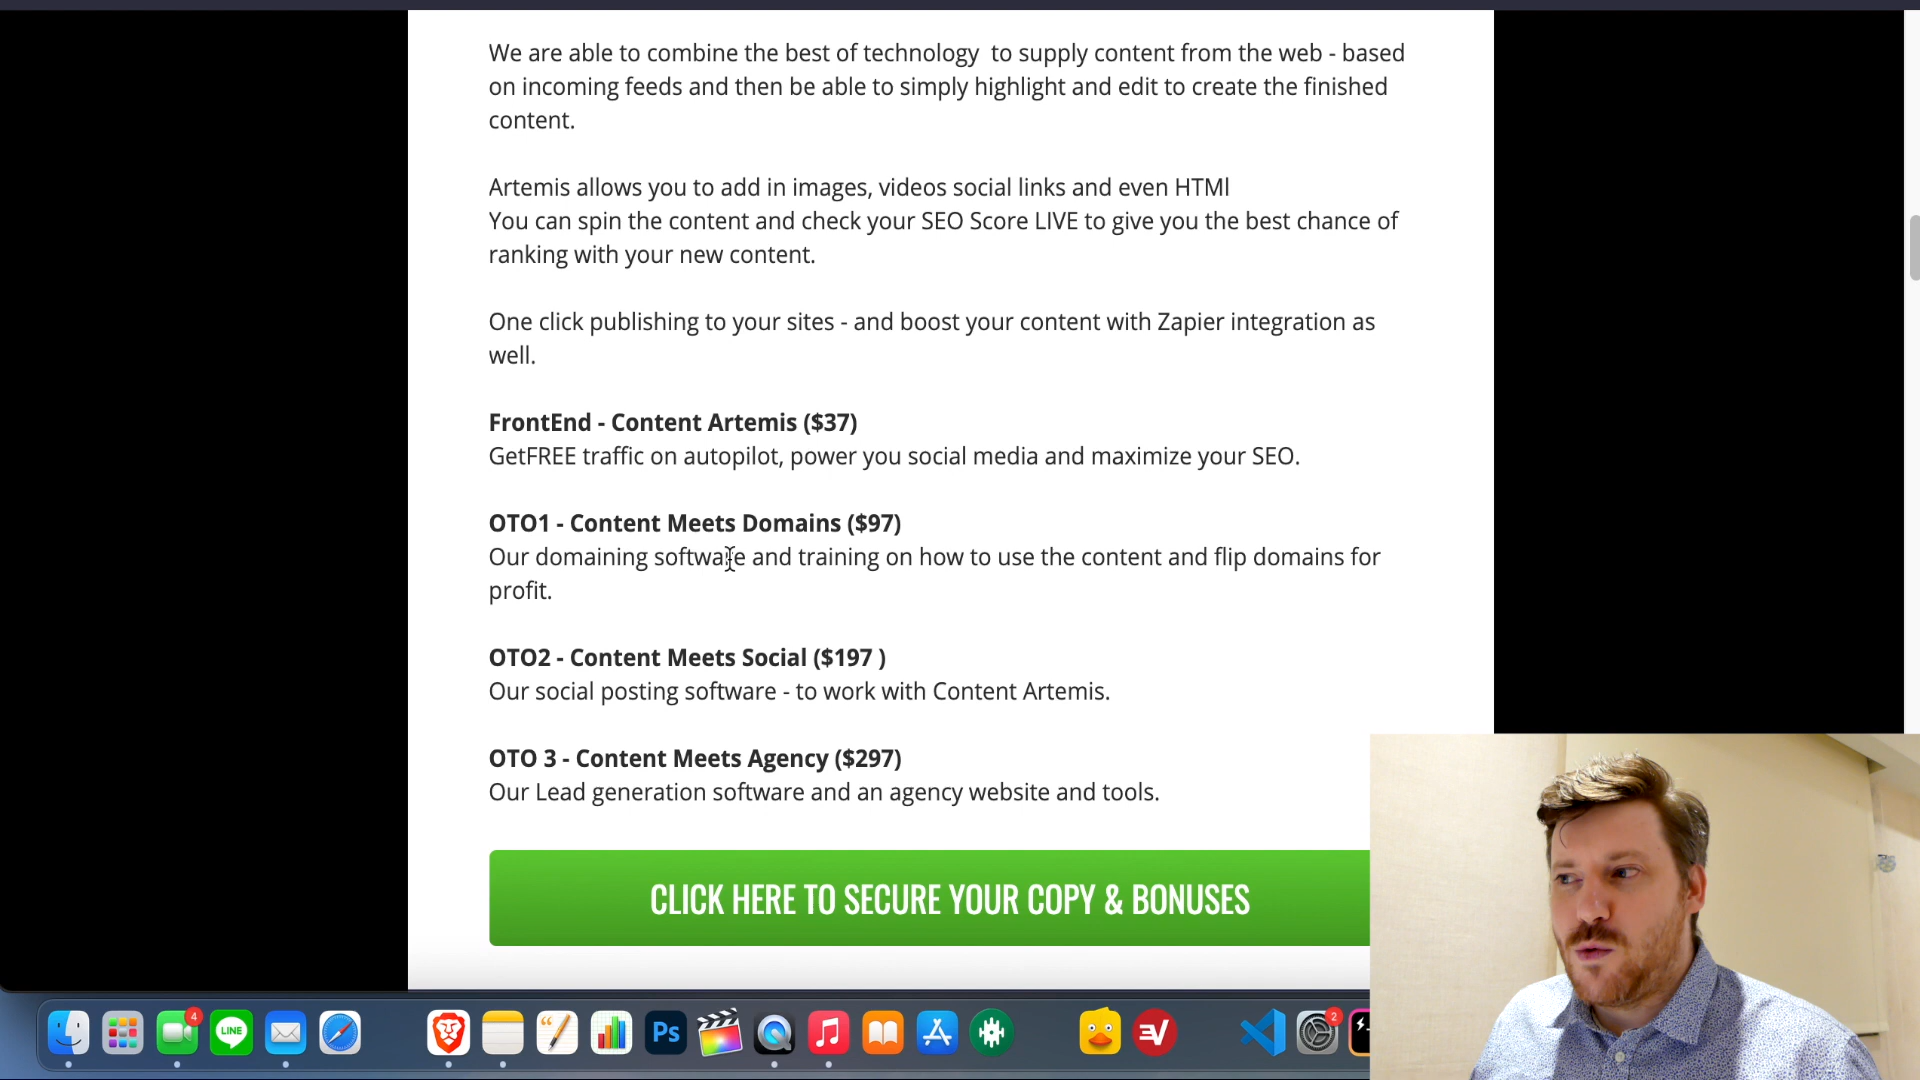 We are able to combine the best of technology  to supply content from the web - based
on incoming feeds and then be able to simply highlight and edit to create the finished
content.
Artemis allows you to add in images, videos social links and even HTMl
You can spin the content and check your SEO Score LIVE to give you the best chance of
ranking with your new content.
One click publishing to your sites - and boost your content with Zapier integration as
well.
FrontEnd - Content Artemis ($37)
GetFREE traffic on autopilot, power you social media and maximize your SEO.
OTO1 - Content Meets Domains ($97)
Our domaining software and training on how to use the content and flip domains for
profit.
OTO2 - Content Meets Social ($197 )
Our social posting software - to work with Content Artemis.
OTO 3 - Content Meets Agency ($297)
Our Lead generation software and an agency website and tools.
CLICK HERE TO SECURE YOUR COPY & BONUSES
4
LINE
Ps
EV
2